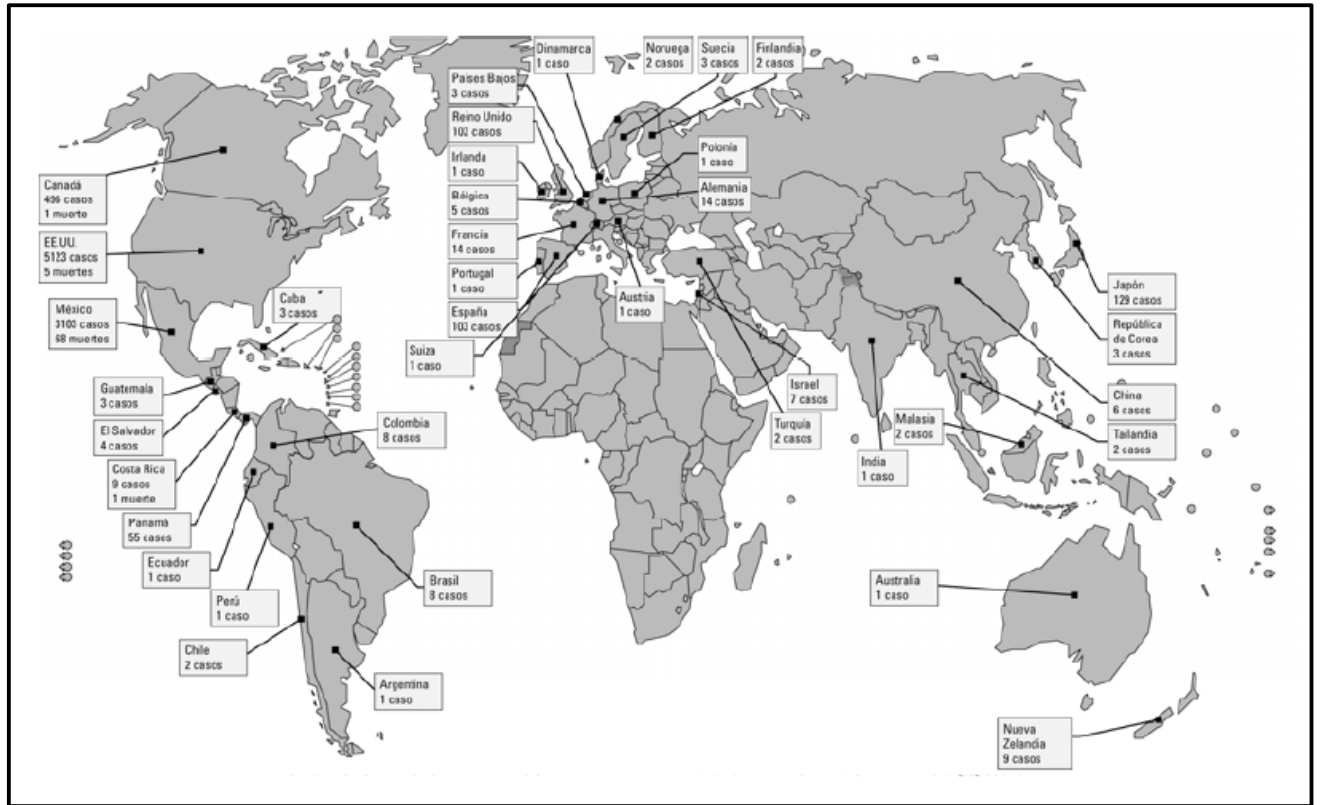 Dinamarca
1 caso
Noruega
2 casos
Suecia
3 casos
Finlandia
2 casos
Países Bajos
3 casos
Reino Unido
102 casos
Irlanda
1 caso
Bélgica
5 casos
Francia
14 casos
Portugal
1 caso
España
103 casos
Suiza
1 caso
Austria
1 caso
Polonia
1 caso
Alemania
14 casos
Canadá
496 casos
1 muerte
EE.UU.
5123 casos
5 muertes
México
3103 casos
68 muertes
Cuba
3 casos
Guatemala
3 casos
El Salvador
4 casos
Costa Rica
9 casos
1 muerte
Panamá
55 casos
Ecuador
1 caso
Perú
1 caso
Chile
2 casos
Colombia
8 casos
Brasil
8 casos
Argentina
1 caso
Israel
7 casos
Turquía
2 casos
India
1 caso
Malasia
2 casos
Japón
129 casos
República
de Corea
3 casos
China
6 casos
Tailandia
2 casos
Australia
1 caso
Nueva
Zelandia
9 casos